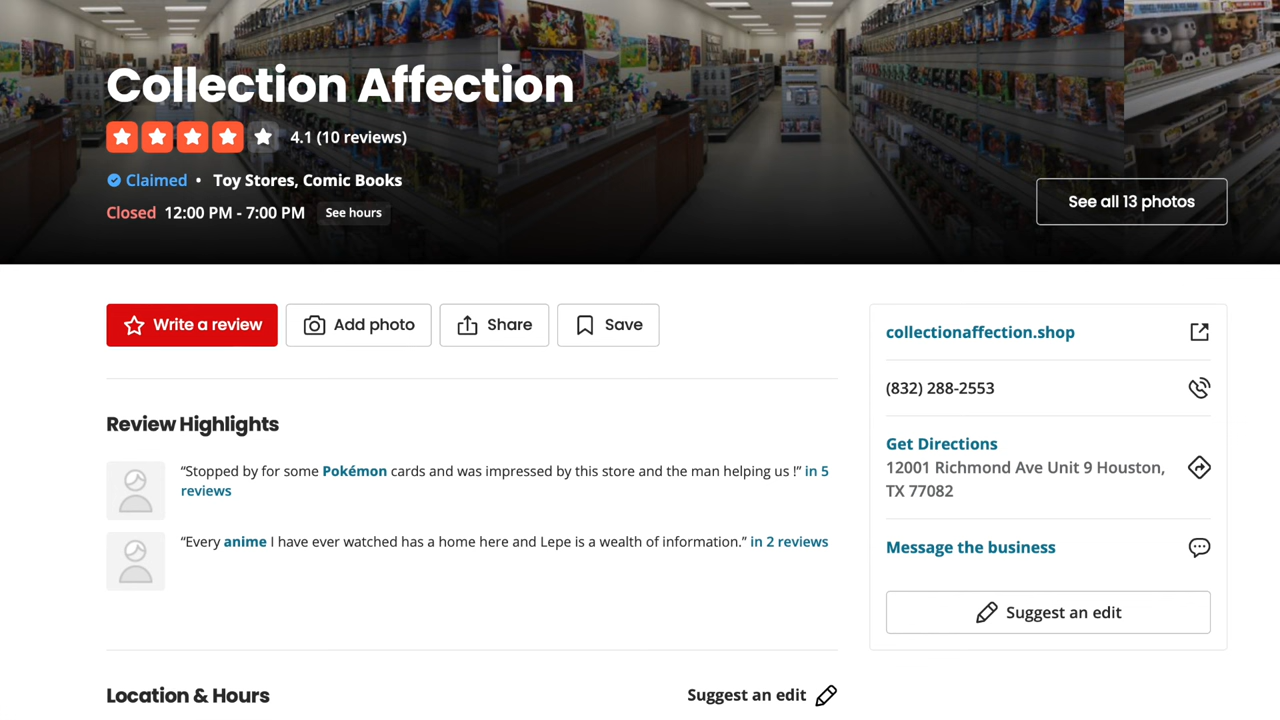 Collection Affection
4.1 (10 reviews)
Claimed • Toy Stores, Comic Books
Closed 12:00 PM - 7:00 PM See hours
See all 13 photos
Write a review
Add photo
Share
Save
collectionaffection.shop
(832) 288-2553
Get Directions
12001 Richmond Ave Unit 9 Houston,
TX 77082
Message the business
Suggest an edit
Review Highlights
“Stopped by for some Pokémon cards and was impressed by this store and the man helping us !” in 5
reviews
“Every anime I have ever watched has a home here and Lepe is a wealth of information.” in 2 reviews
Location & Hours
Suggest an edit